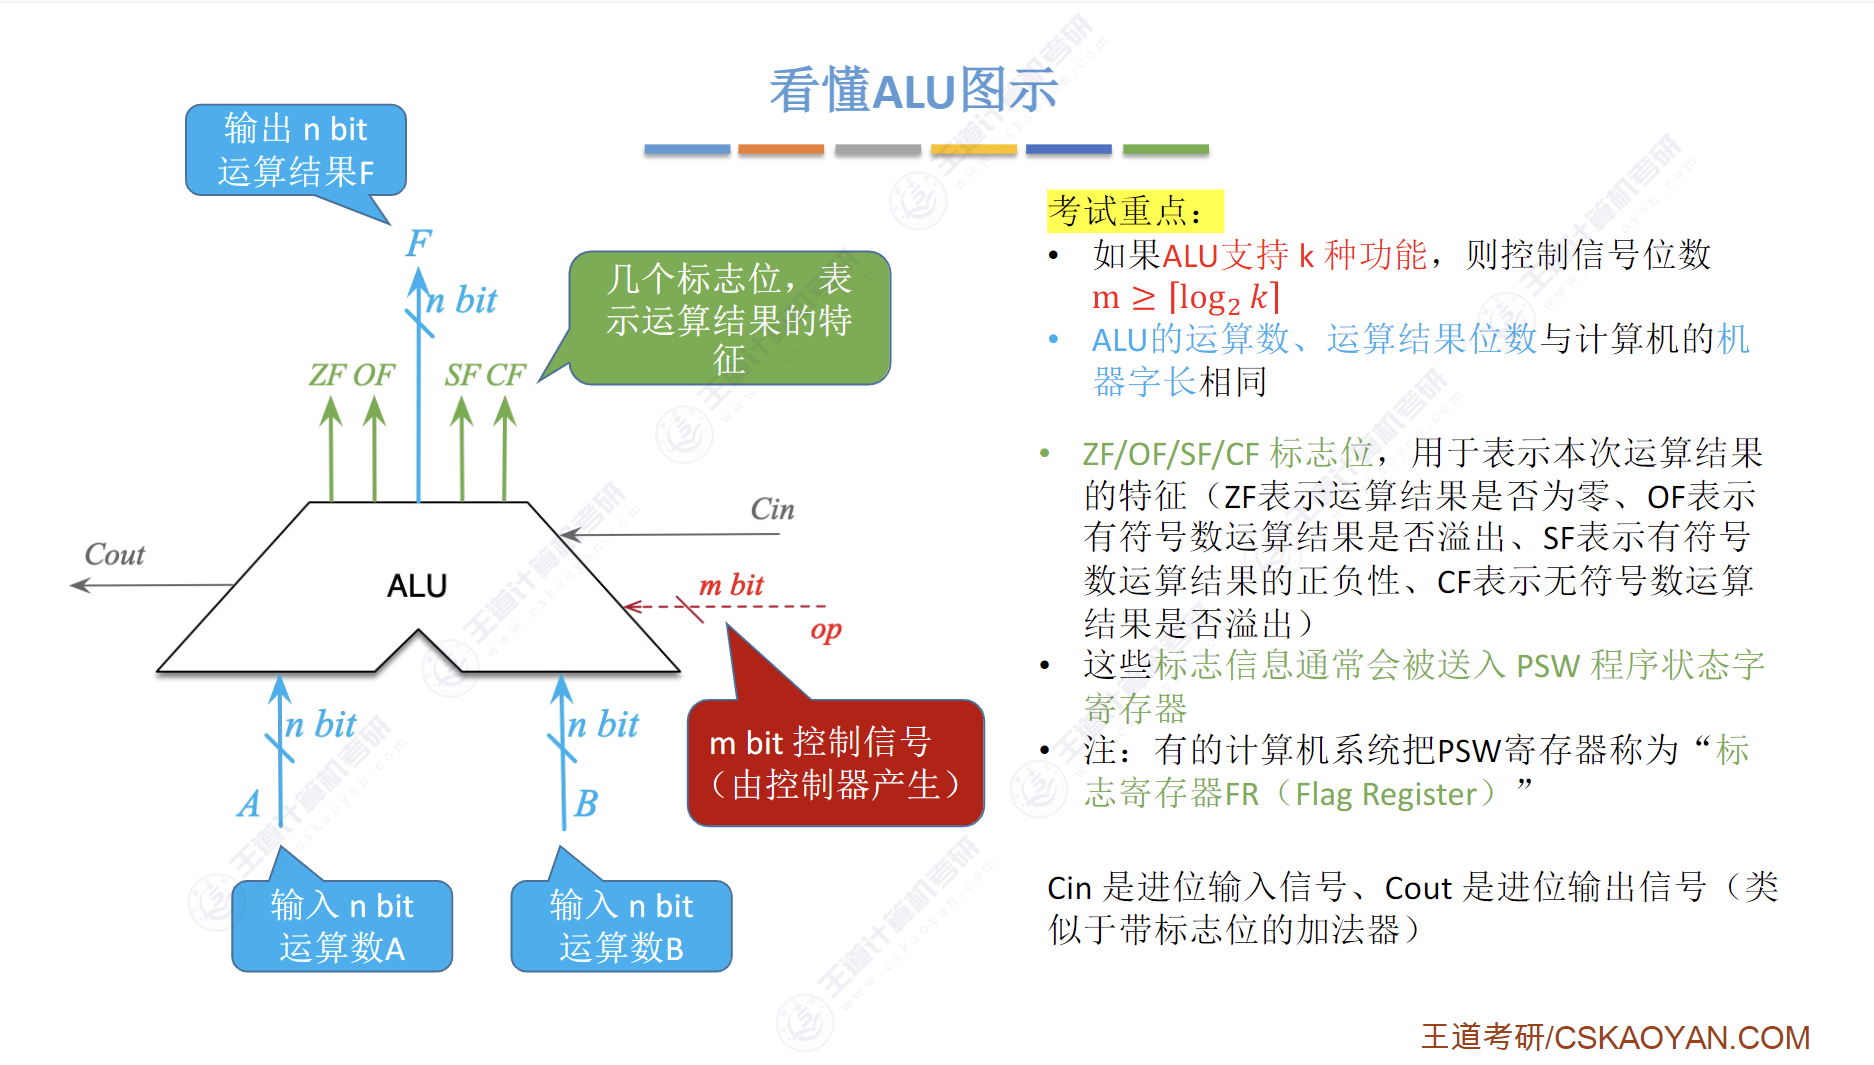 看懂ALU图示
输出 n bit
运算结果F
F
n bit
几个标志位，表
示运算结果的特
征
ZF OF SF CF
Cin
Cout
ALU
m bit
op
n bit
n bit
A
B
m bit 控制信号
（由控制器产生）
输入 n bit
运算数A
输入 n bit
运算数B
考试重点：
• 如果ALU支持 k 种功能，则控制信号位数
m ≥ ⌈log₂ k⌉
• ALU的运算数、运算结果位数与计算机的机
器字长相同
• ZF/OF/SF/CF 标志位，用于表示本次运算结果
的特征（ZF表示运算结果是否为零、OF表示
有符号数运算结果是否溢出、SF表示有符号
数运算结果的正负性、CF表示无符号数运算
结果是否溢出）
• 这些标志信息通常会被送入 PSW 程序状态字
寄存器
• 注：有的计算机系统把PSW寄存器称为“标
志寄存器FR（Flag Register）”
Cin 是进位输入信号、Cout 是进位输出信号（类
似于带标志位的加法器）
王道考研/CSKAOYAN.COM
王道计算机考研
www.cskaoyan.com